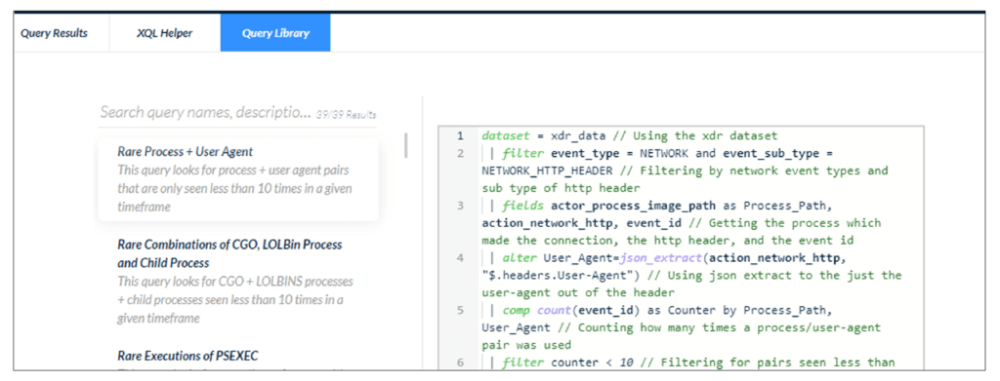 Query Results
XQL Helper
Query Library
Search query names, descriptio... 39/39 Results
Rare Process + User Agent
This query looks for process + user agent pairs
that are only seen less than 10 times in a given
timeframe
Rare Combinations of CGO, LOLBin Process
and Child Process
This query looks for CGO + LOLBINS processes
+ child processes seen less than 10 times in a
given timeframe
Rare Executions of PSEXEC
1 dataset = xdr_data // Using the xdr dataset
2 | filter event_type = NETWORK and event_sub_type =
NETWORK_HTTP_HEADER // Filtering by network event types and
sub type of http header
3 | fields actor_process_image_path as Process_Path,
action_network_http, event_id // Getting the process which
made the connection, the http header, and the event id
4 | alter User_Agent=json_extract(action_network_http,
"$.headers.User-Agent") // Using json extract to the just the
user-agent out of the header
5 | comp count(event_id) as Counter by Process_Path,
User_Agent // Counting how many times a process/user-agent
pair was used
6 | filter counter < 10 // Filtering for pairs seen less than